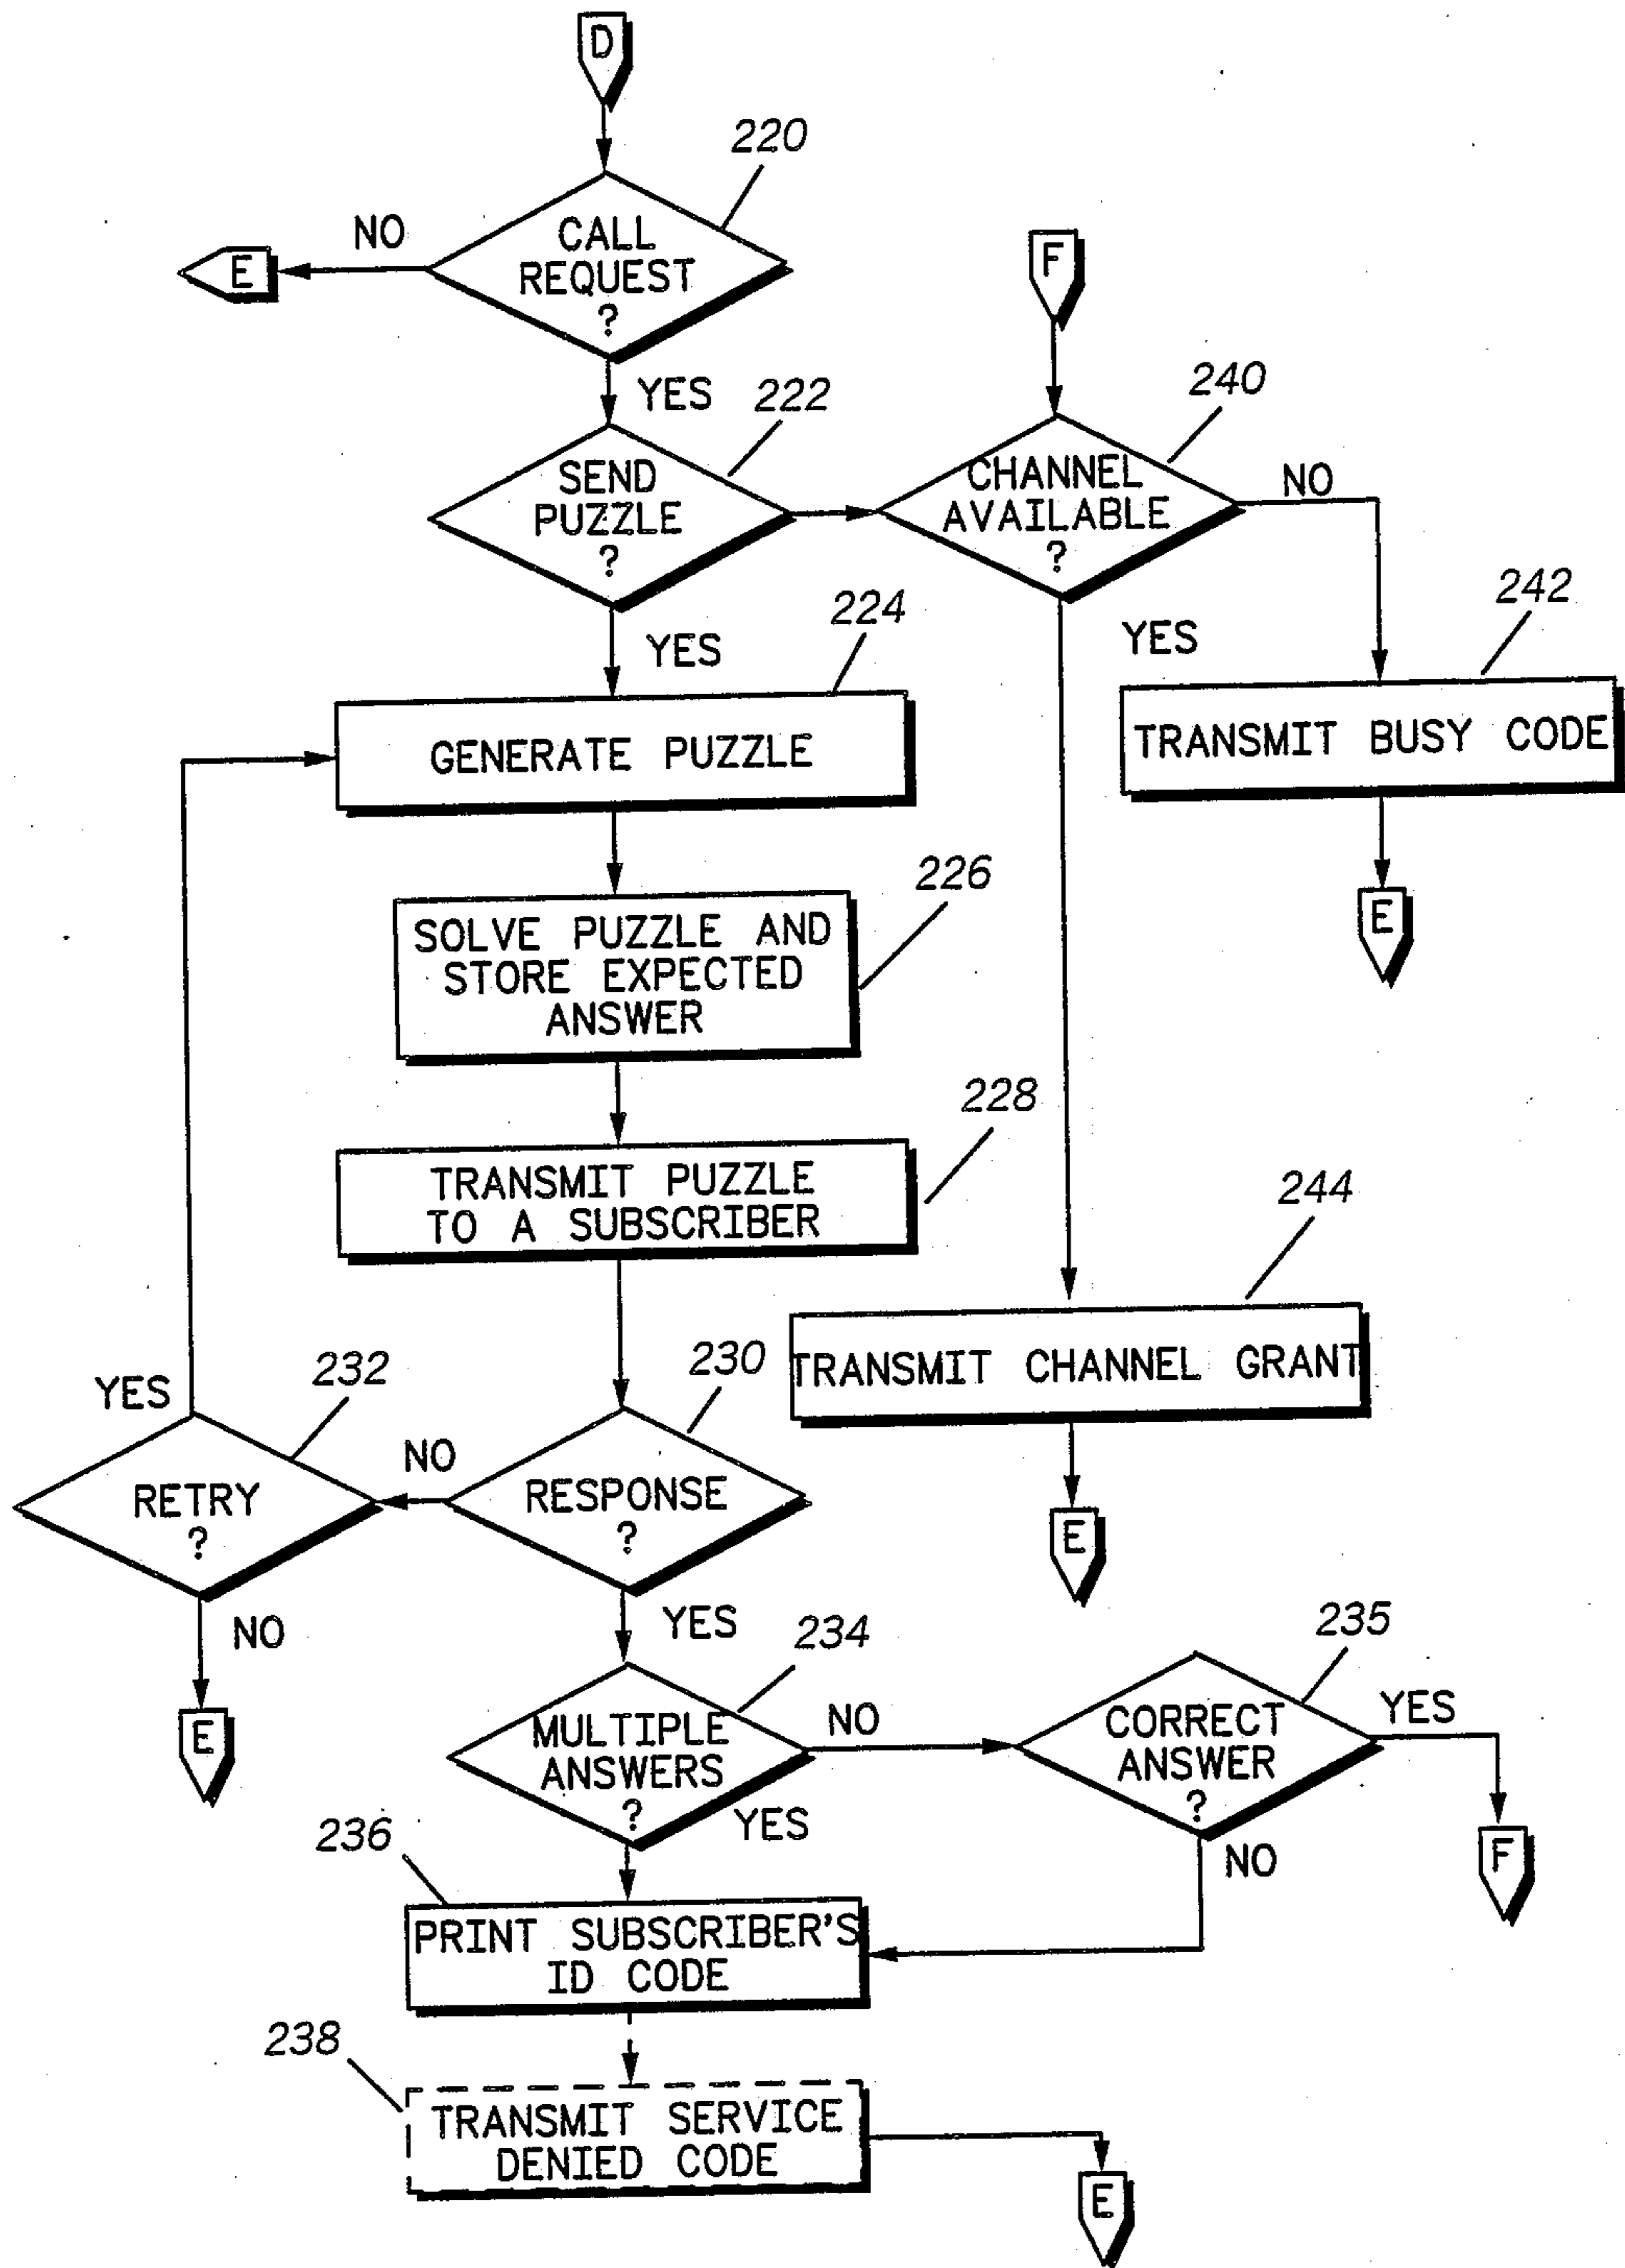 D
220
CALL
REQUEST
?
NO
E
YES
F
222
SEND
PUZZLE
?
240
CHANNEL
AVAILABLE
?
NO
YES
224
YES
242
GENERATE PUZZLE
TRANSMIT BUSY CODE
E
226
SOLVE PUZZLE AND
STORE EXPECTED
ANSWER
228
TRANSMIT PUZZLE
TO A SUBSCRIBER
244
TRANSMIT CHANNEL GRANT
E
YES
232
RETRY
?
NO
E
NO
230
RESPONSE
?
YES
234
MULTIPLE
ANSWERS
?
NO
YES
235
CORRECT
ANSWER
?
YES
F
NO
236
PRINT SUBSCRIBER'S
ID CODE
238
TRANSMIT SERVICE
DENIED CODE
E